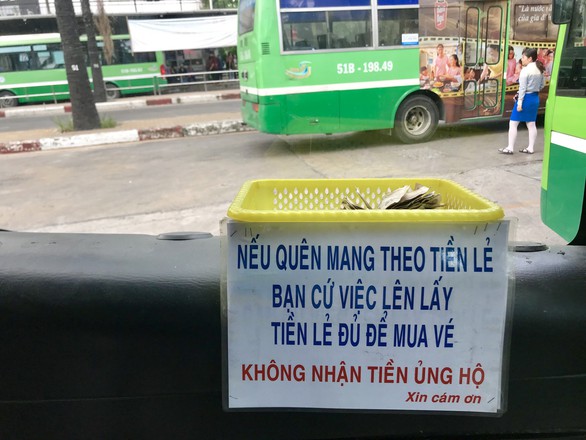 51B - 198.49
NẾU QUÊN MANG THEO TIỀN LẺ
BẠN CỨ VIỆC LÊN LẤY
TIỀN LẺ ĐỦ ĐỂ MUA VÉ
KHÔNG NHẬN TIỀN ỦNG HỘ
Xin cám ơn